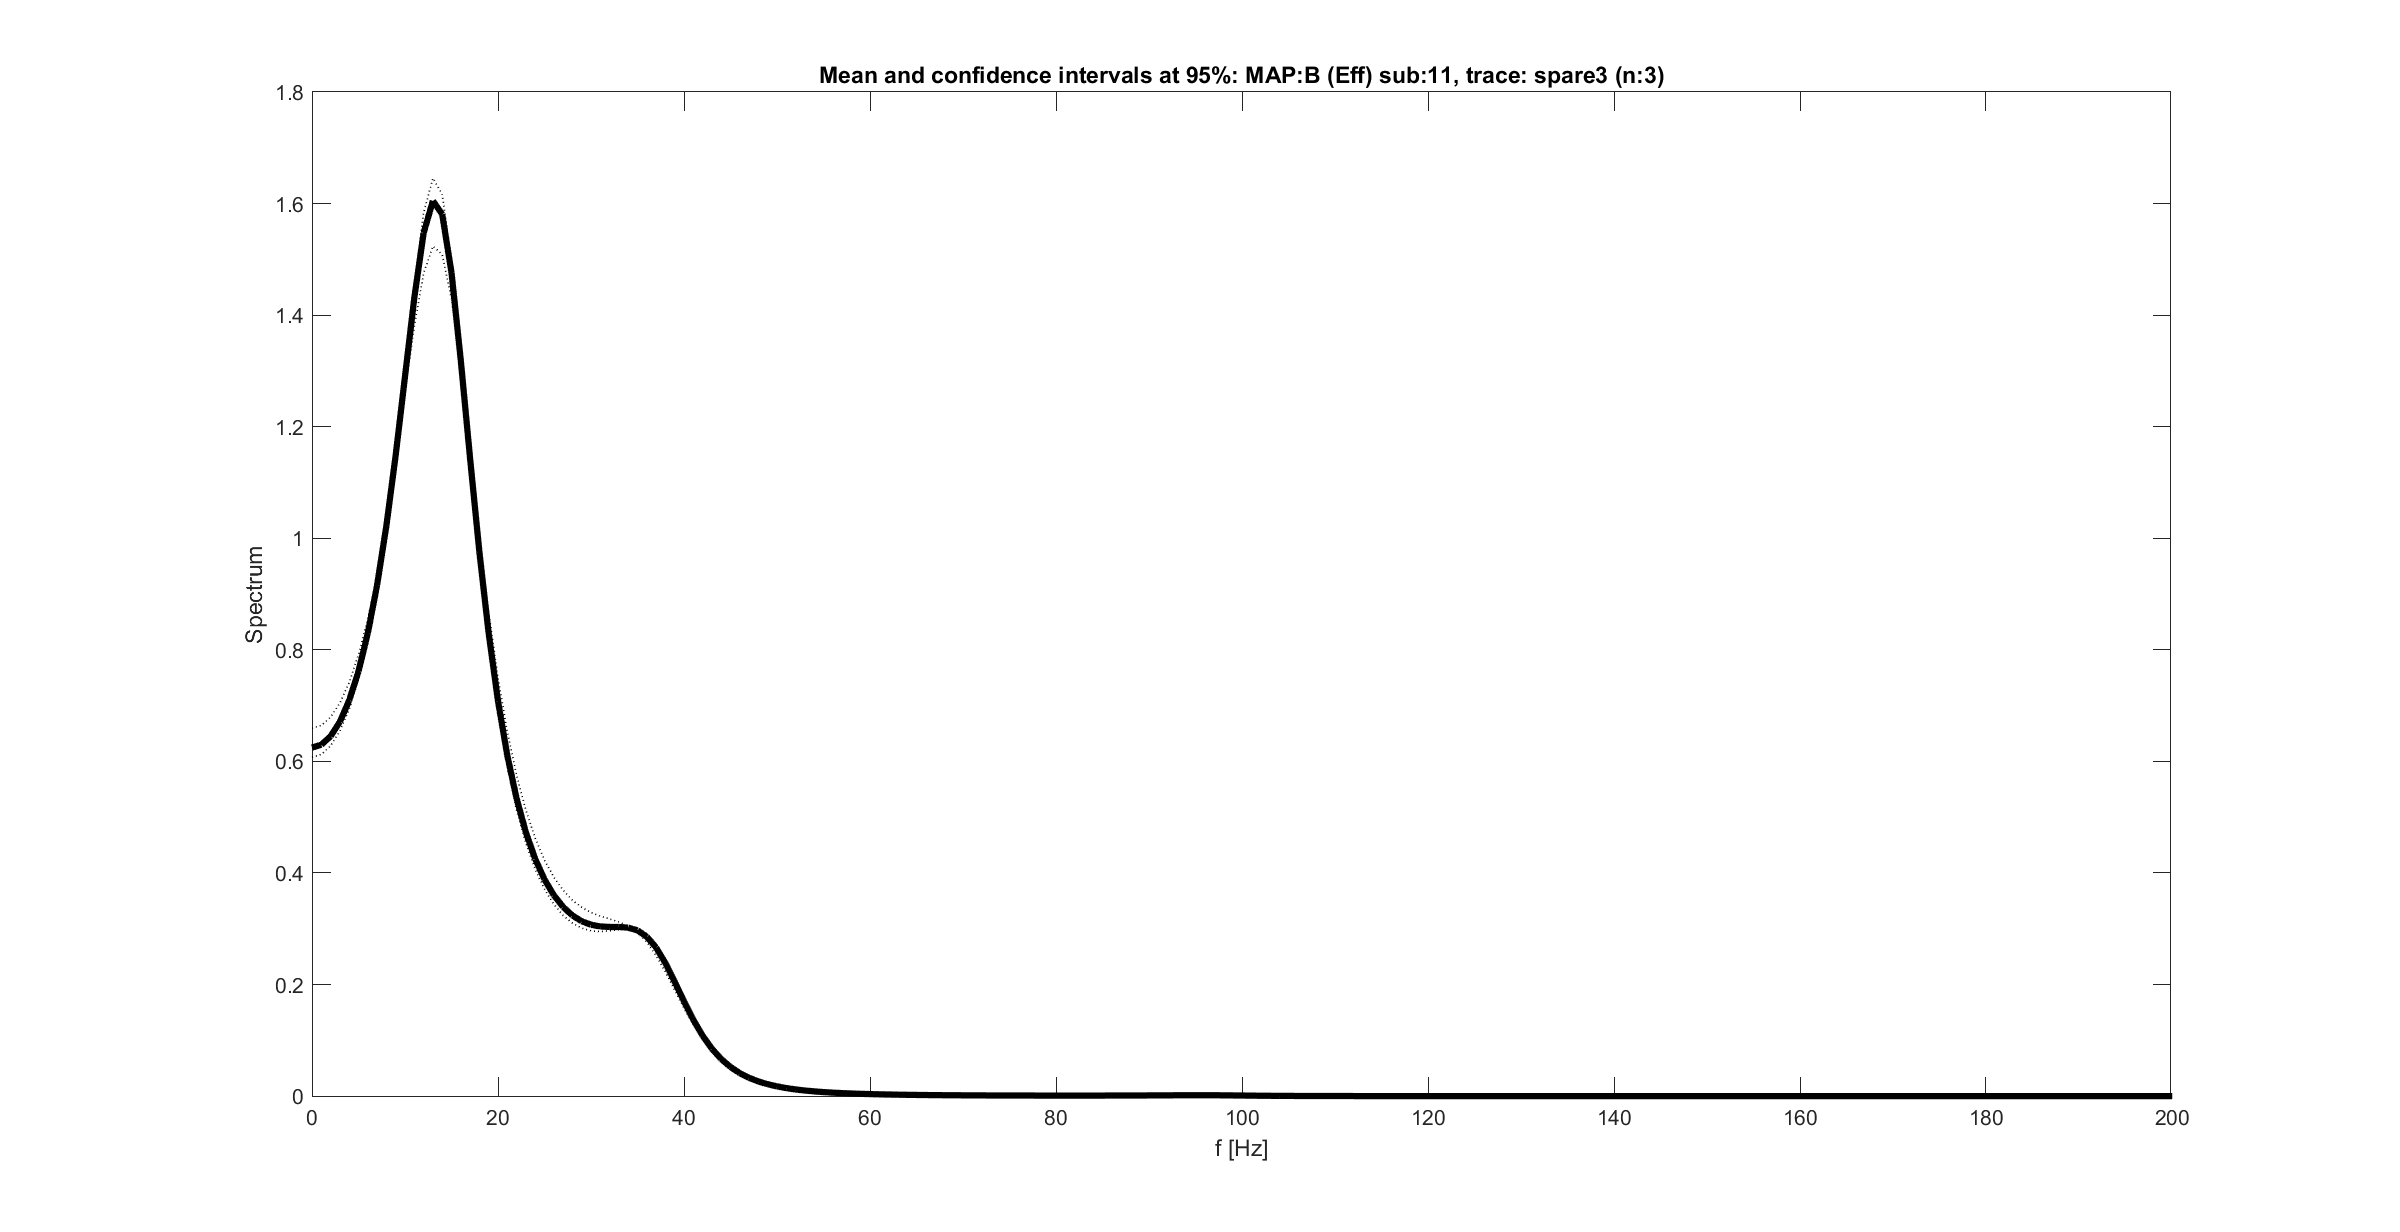 Mean and confidence intervals at 95%: MAP:B (Eff) sub:11, trace: spare3 (n:3)
1.8
1.6
1.4
1.2
1
0.8
0.6
0.4
0.2
0
Spectrum
0 20 40 60 80 100 120 140 160 180 200
f [Hz]